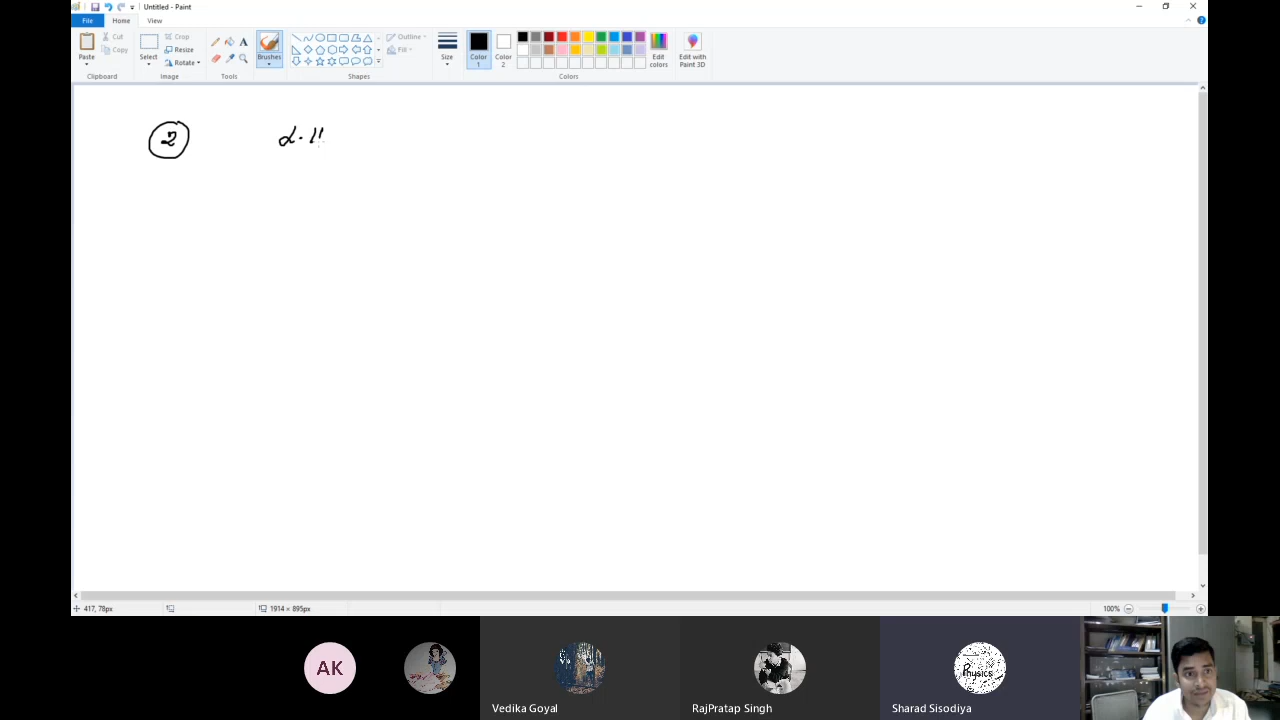 Untitled - Paint
File Home View
Paste
Cut
Copy
Clipboard
Select
Crop
Resize
Rotate
Image
A
Tools
Brushes
Outline
Fill
Shapes
Size
Color 1
Color 2
Edit colors
Colors
Edit with Paint 3D
2
417, 78px
1914 × 895px
100%
AK
Physics
Vedika Goyal
RajPratap Singh
Sharad Sisodiya